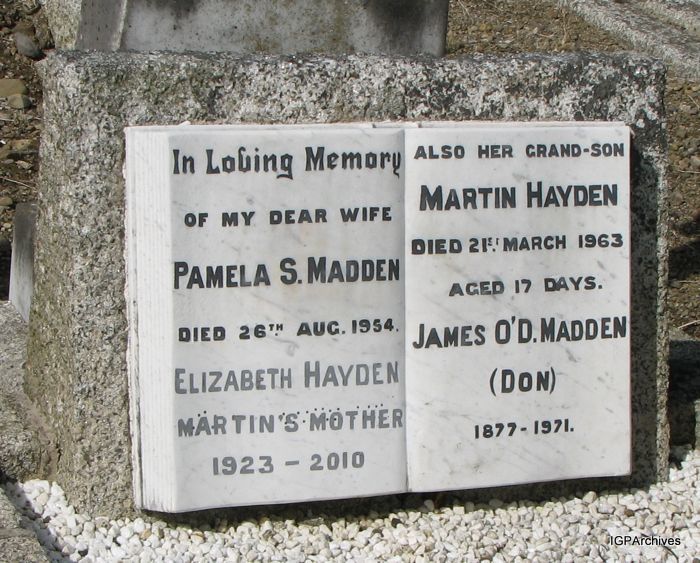 In Loving Memory
OF MY DEAR WIFE
PAMELA S. MADDEN
DIED 26TH AUG. 1954.
ELIZABETH HAYDEN
MARTIN'S MOTHER
1923 - 2010
ALSO HER GRAND-SON
MARTIN HAYDEN
DIED 21ST MARCH 1963
AGED 17 DAYS.
JAMES O'D. MADDEN
(DON)
1877-1971.
IGPArchives